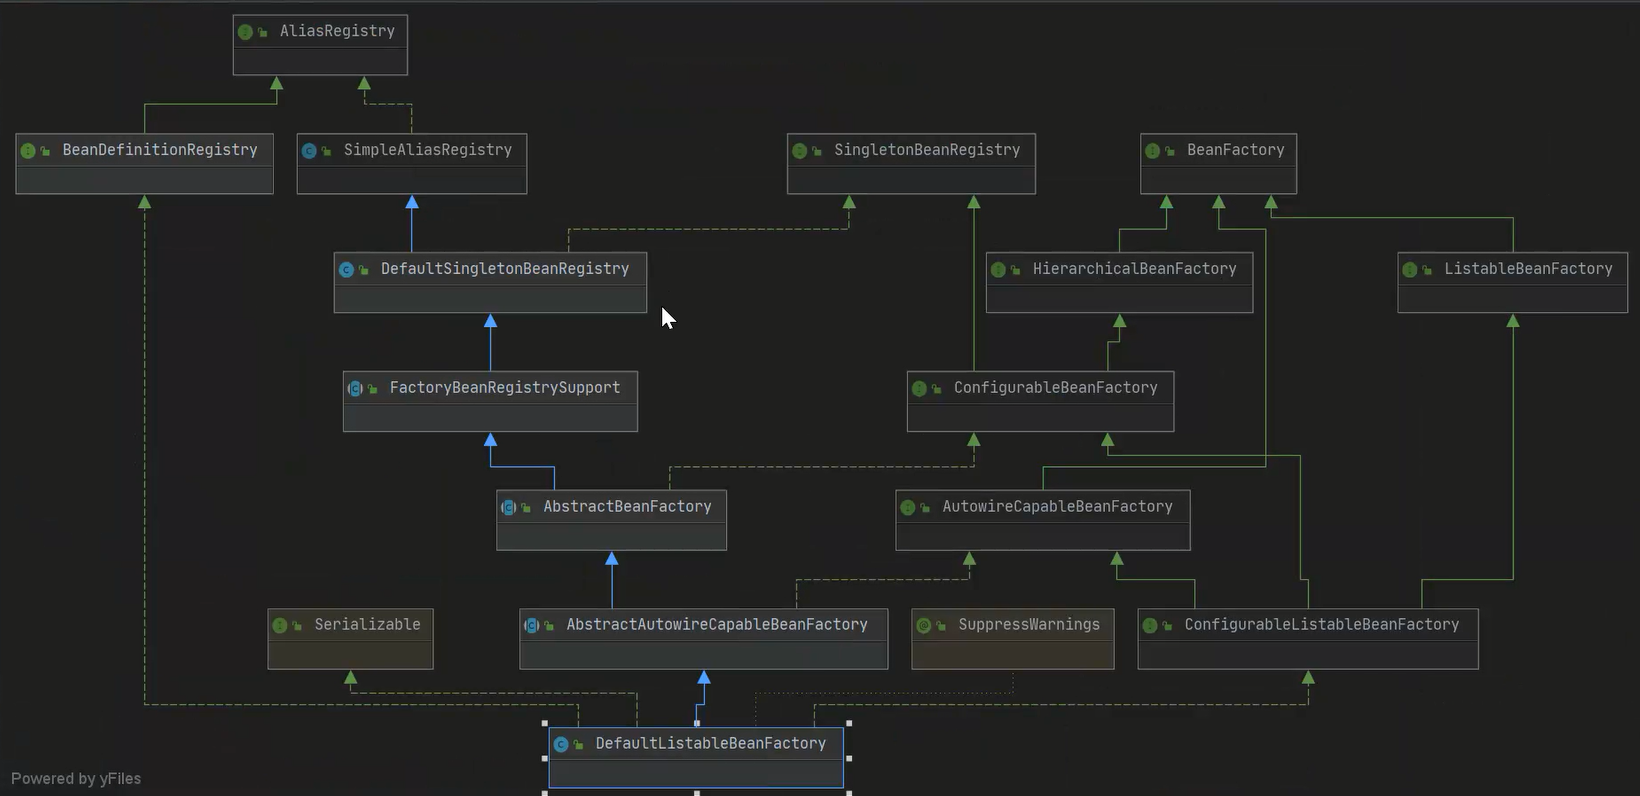 AliasRegistry
BeanDefinitionRegistry
SimpleAliasRegistry
SingletonBeanRegistry
BeanFactory
DefaultSingletonBeanRegistry
HierarchicalBeanFactory
ListableBeanFactory
FactoryBeanRegistrySupport
ConfigurableBeanFactory
AbstractBeanFactory
AutowireCapableBeanFactory
Serializable
AbstractAutowireCapableBeanFactory
SuppressWarnings
ConfigurableListableBeanFactory
DefaultListableBeanFactory
Powered by yFiles